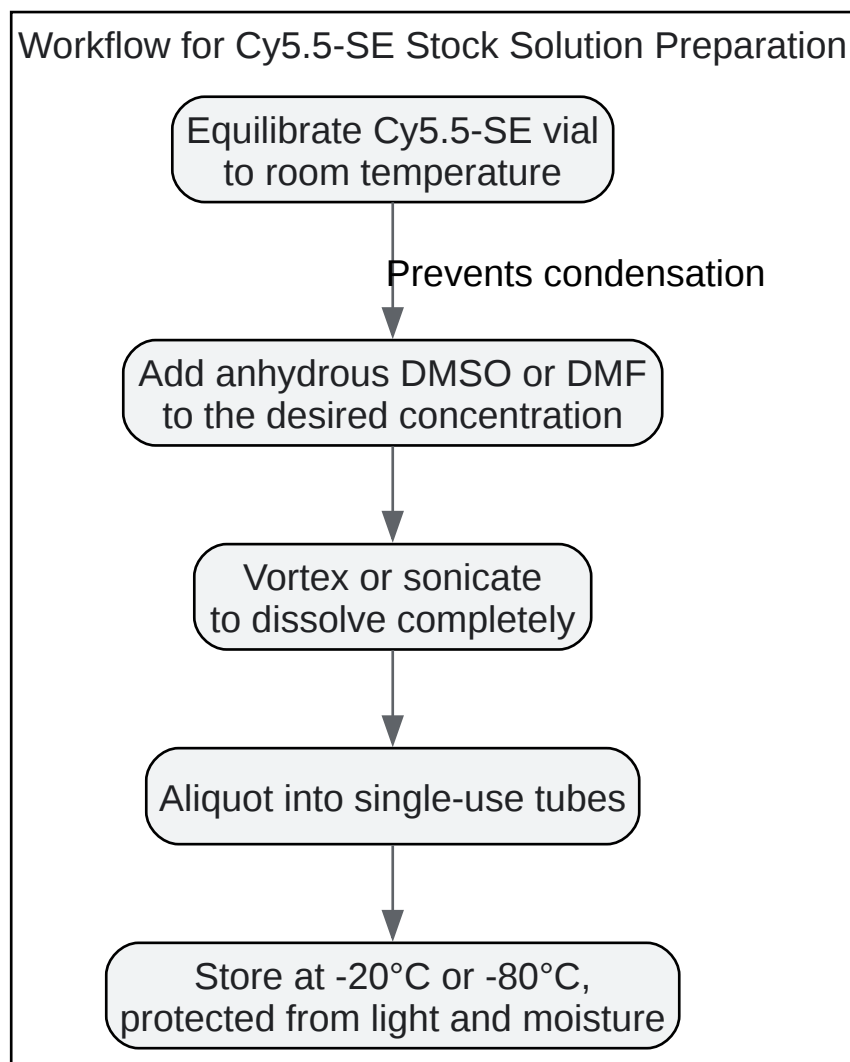 Workflow for Cy5.5-SE Stock Solution Preparation
Equilibrate Cy5.5-SE vial
to room temperature
Prevents condensation
Add anhydrous DMSO or DMF
to the desired concentration
Vortex or sonicate
to dissolve completely
Aliquot into single-use tubes
Store at -20°C or -80°C,
protected from light and moisture